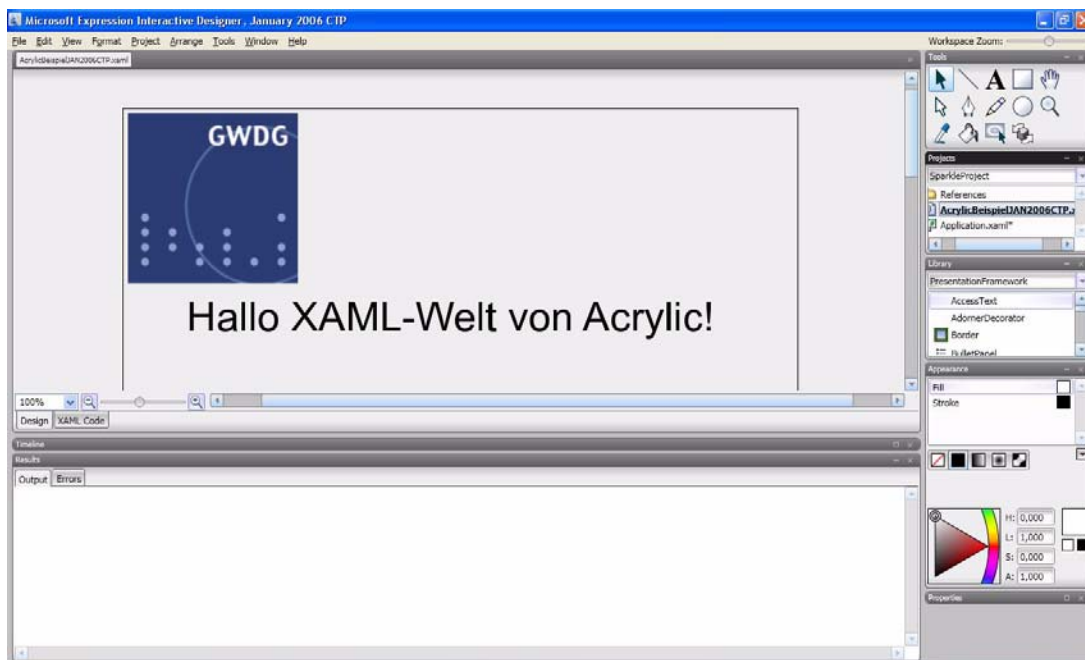 Microsoft Expression Interactive Designer, January 2006 CTP
File Edit View Format Project Arrange Tools Window Help
Workspace Zoom:
AcrylicBeispielJAN2006CTP.xaml
Tools
A
GWDG
Hallo XAML-Welt von Acrylic!
Projects
SparkleProject
References
AcrylicBeispielJAN2006CTP.x
Application.xaml*
Library
PresentationFramework
AccessText
AdornerDecorator
Border
BulletPanel
Appearance
Fill
Stroke
100%
Design XAML Code
Timeline
Results
Output Errors
H: 0,000
L: 1,000
S: 0,000
A: 1,000
Properties